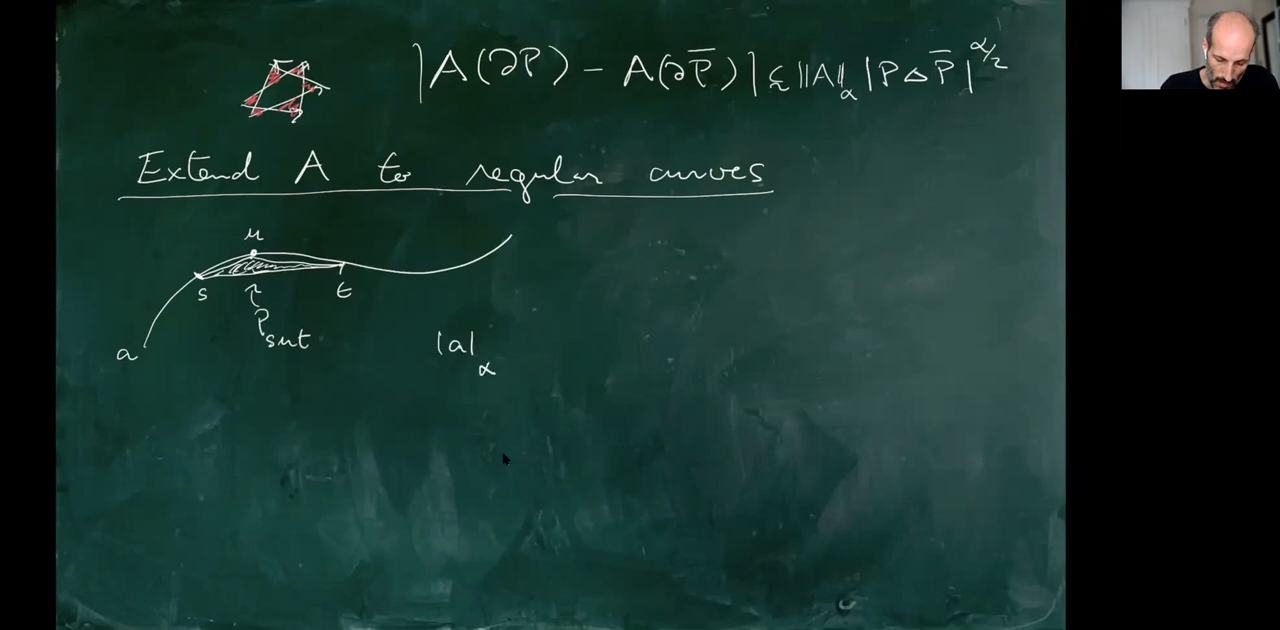 |A(∂P) - A(∂P̄)| ≤ ‖A‖_α |P △ P̄|^{α/2}
Extend A to regular curves
u
s t
P_sut
a
|a|_α